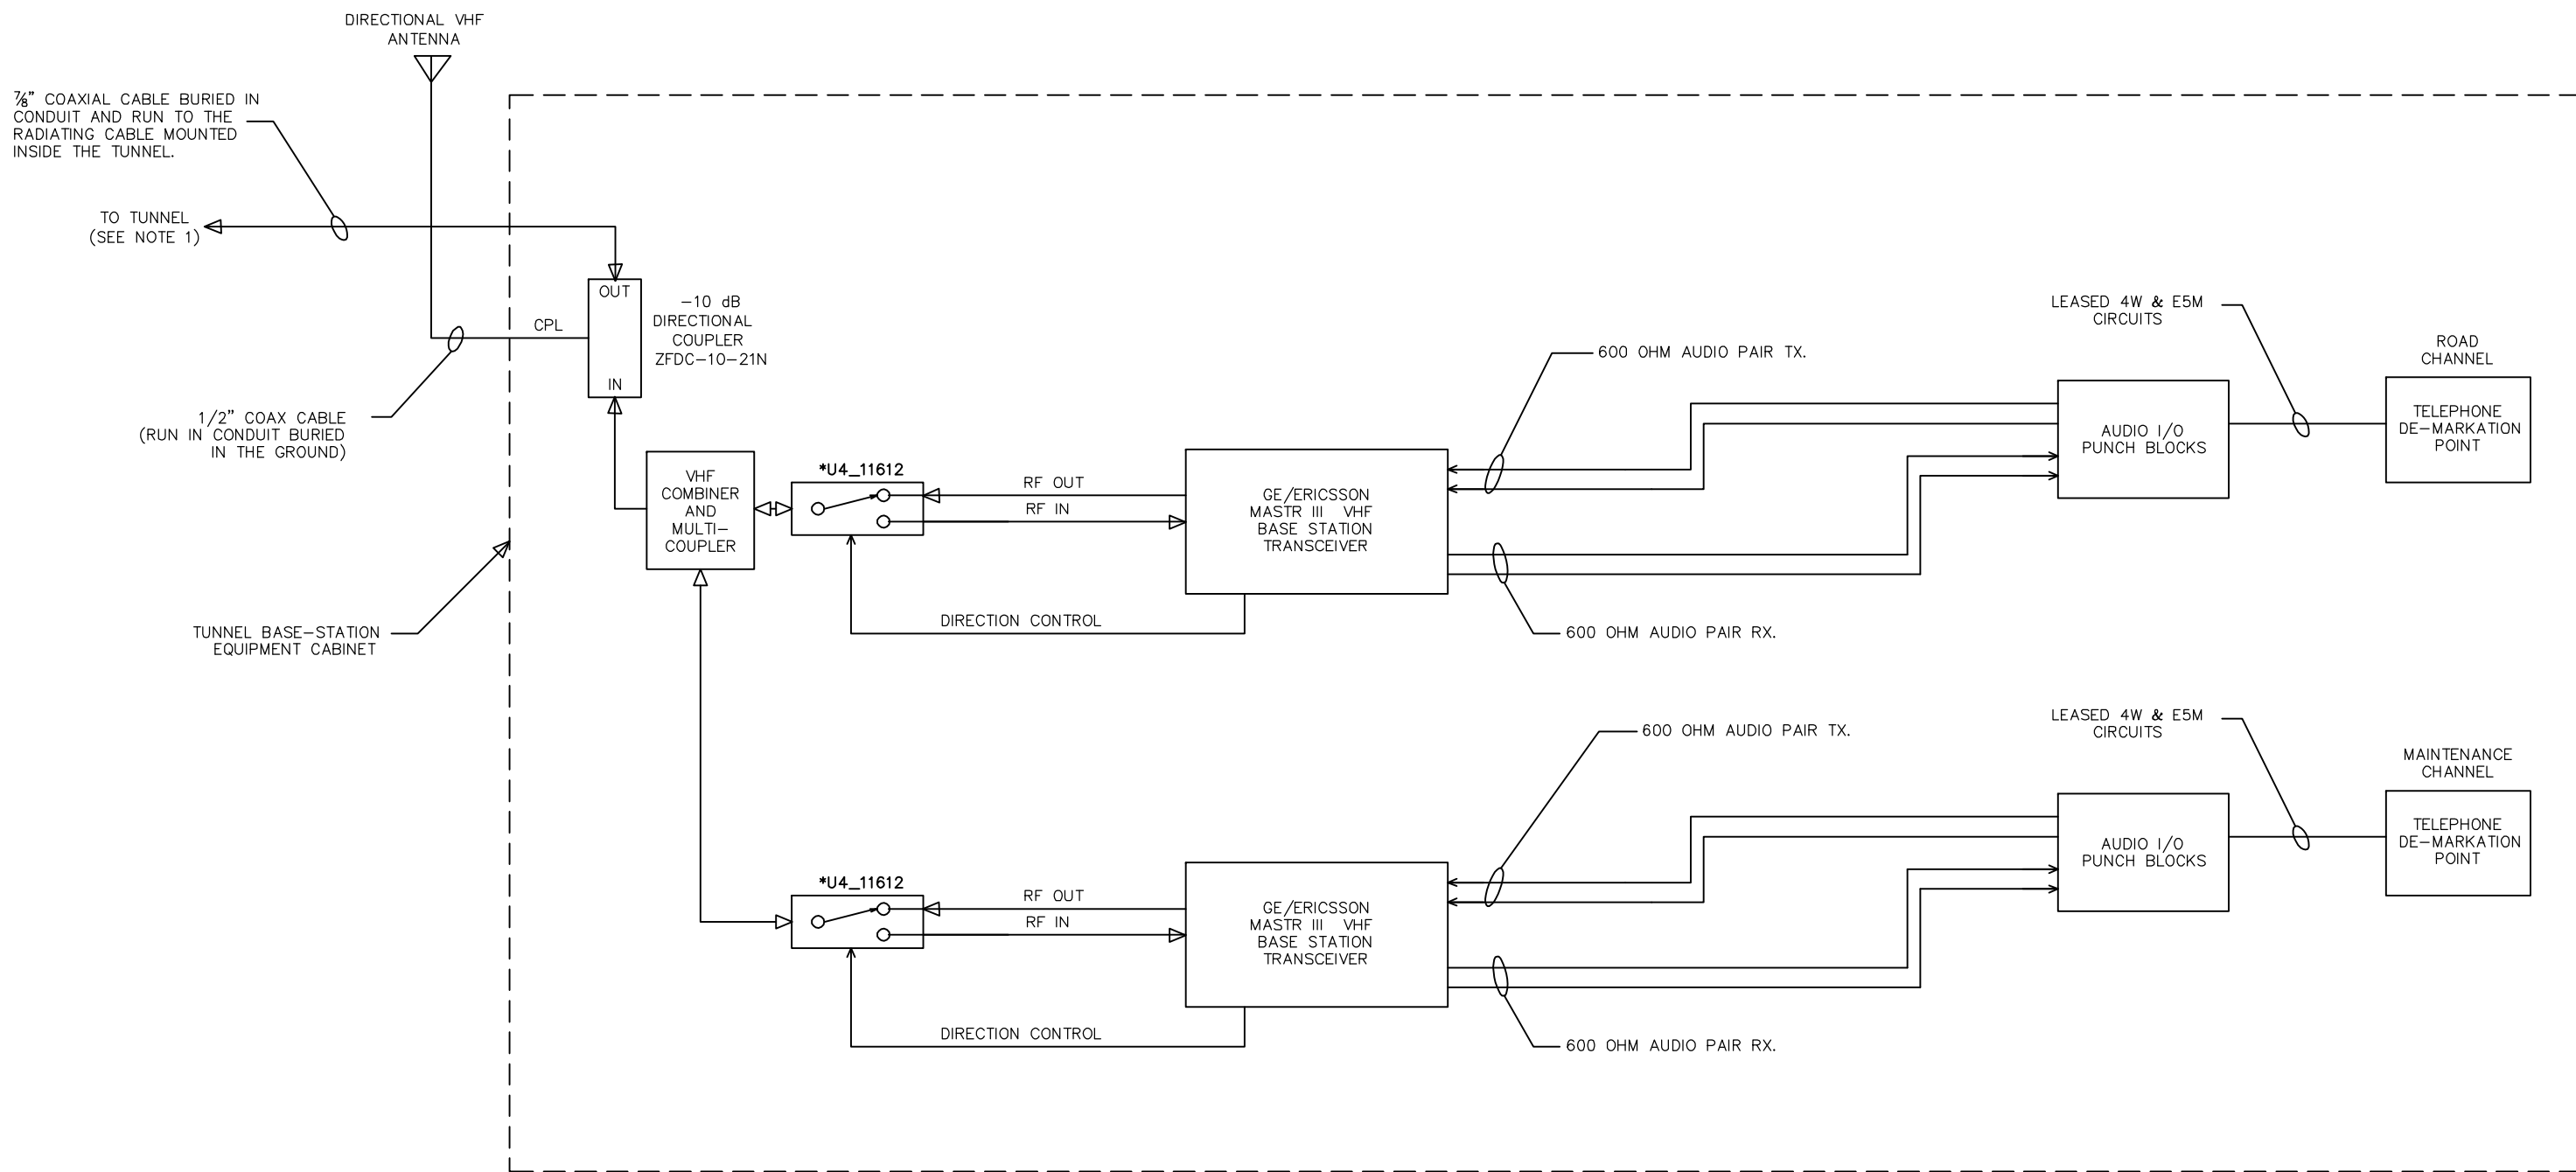 DIRECTIONAL VHF
ANTENNA
⅞" COAXIAL CABLE BURIED IN
CONDUIT AND RUN TO THE
RADIATING CABLE MOUNTED
INSIDE THE TUNNEL.
TO TUNNEL
(SEE NOTE 1)
OUT
CPL
IN
-10 dB
DIRECTIONAL
COUPLER
ZFDC-10-21N
1/2" COAX CABLE
(RUN IN CONDUIT BURIED
IN THE GROUND)
TUNNEL BASE-STATION
EQUIPMENT CABINET
VHF
COMBINER
AND
MULTI-
COUPLER
*U4_11612
RF OUT
RF IN
DIRECTION CONTROL
GE/ERICSSON
MASTR III VHF
BASE STATION
TRANSCEIVER
600 OHM AUDIO PAIR TX.
600 OHM AUDIO PAIR RX.
LEASED 4W & E5M
CIRCUITS
AUDIO I/O
PUNCH BLOCKS
ROAD
CHANNEL
TELEPHONE
DE-MARKATION
POINT
*U4_11612
RF OUT
RF IN
DIRECTION CONTROL
GE/ERICSSON
MASTR III VHF
BASE STATION
TRANSCEIVER
600 OHM AUDIO PAIR TX.
600 OHM AUDIO PAIR RX.
LEASED 4W & E5M
CIRCUITS
AUDIO I/O
PUNCH BLOCKS
MAINTENANCE
CHANNEL
TELEPHONE
DE-MARKATION
POINT